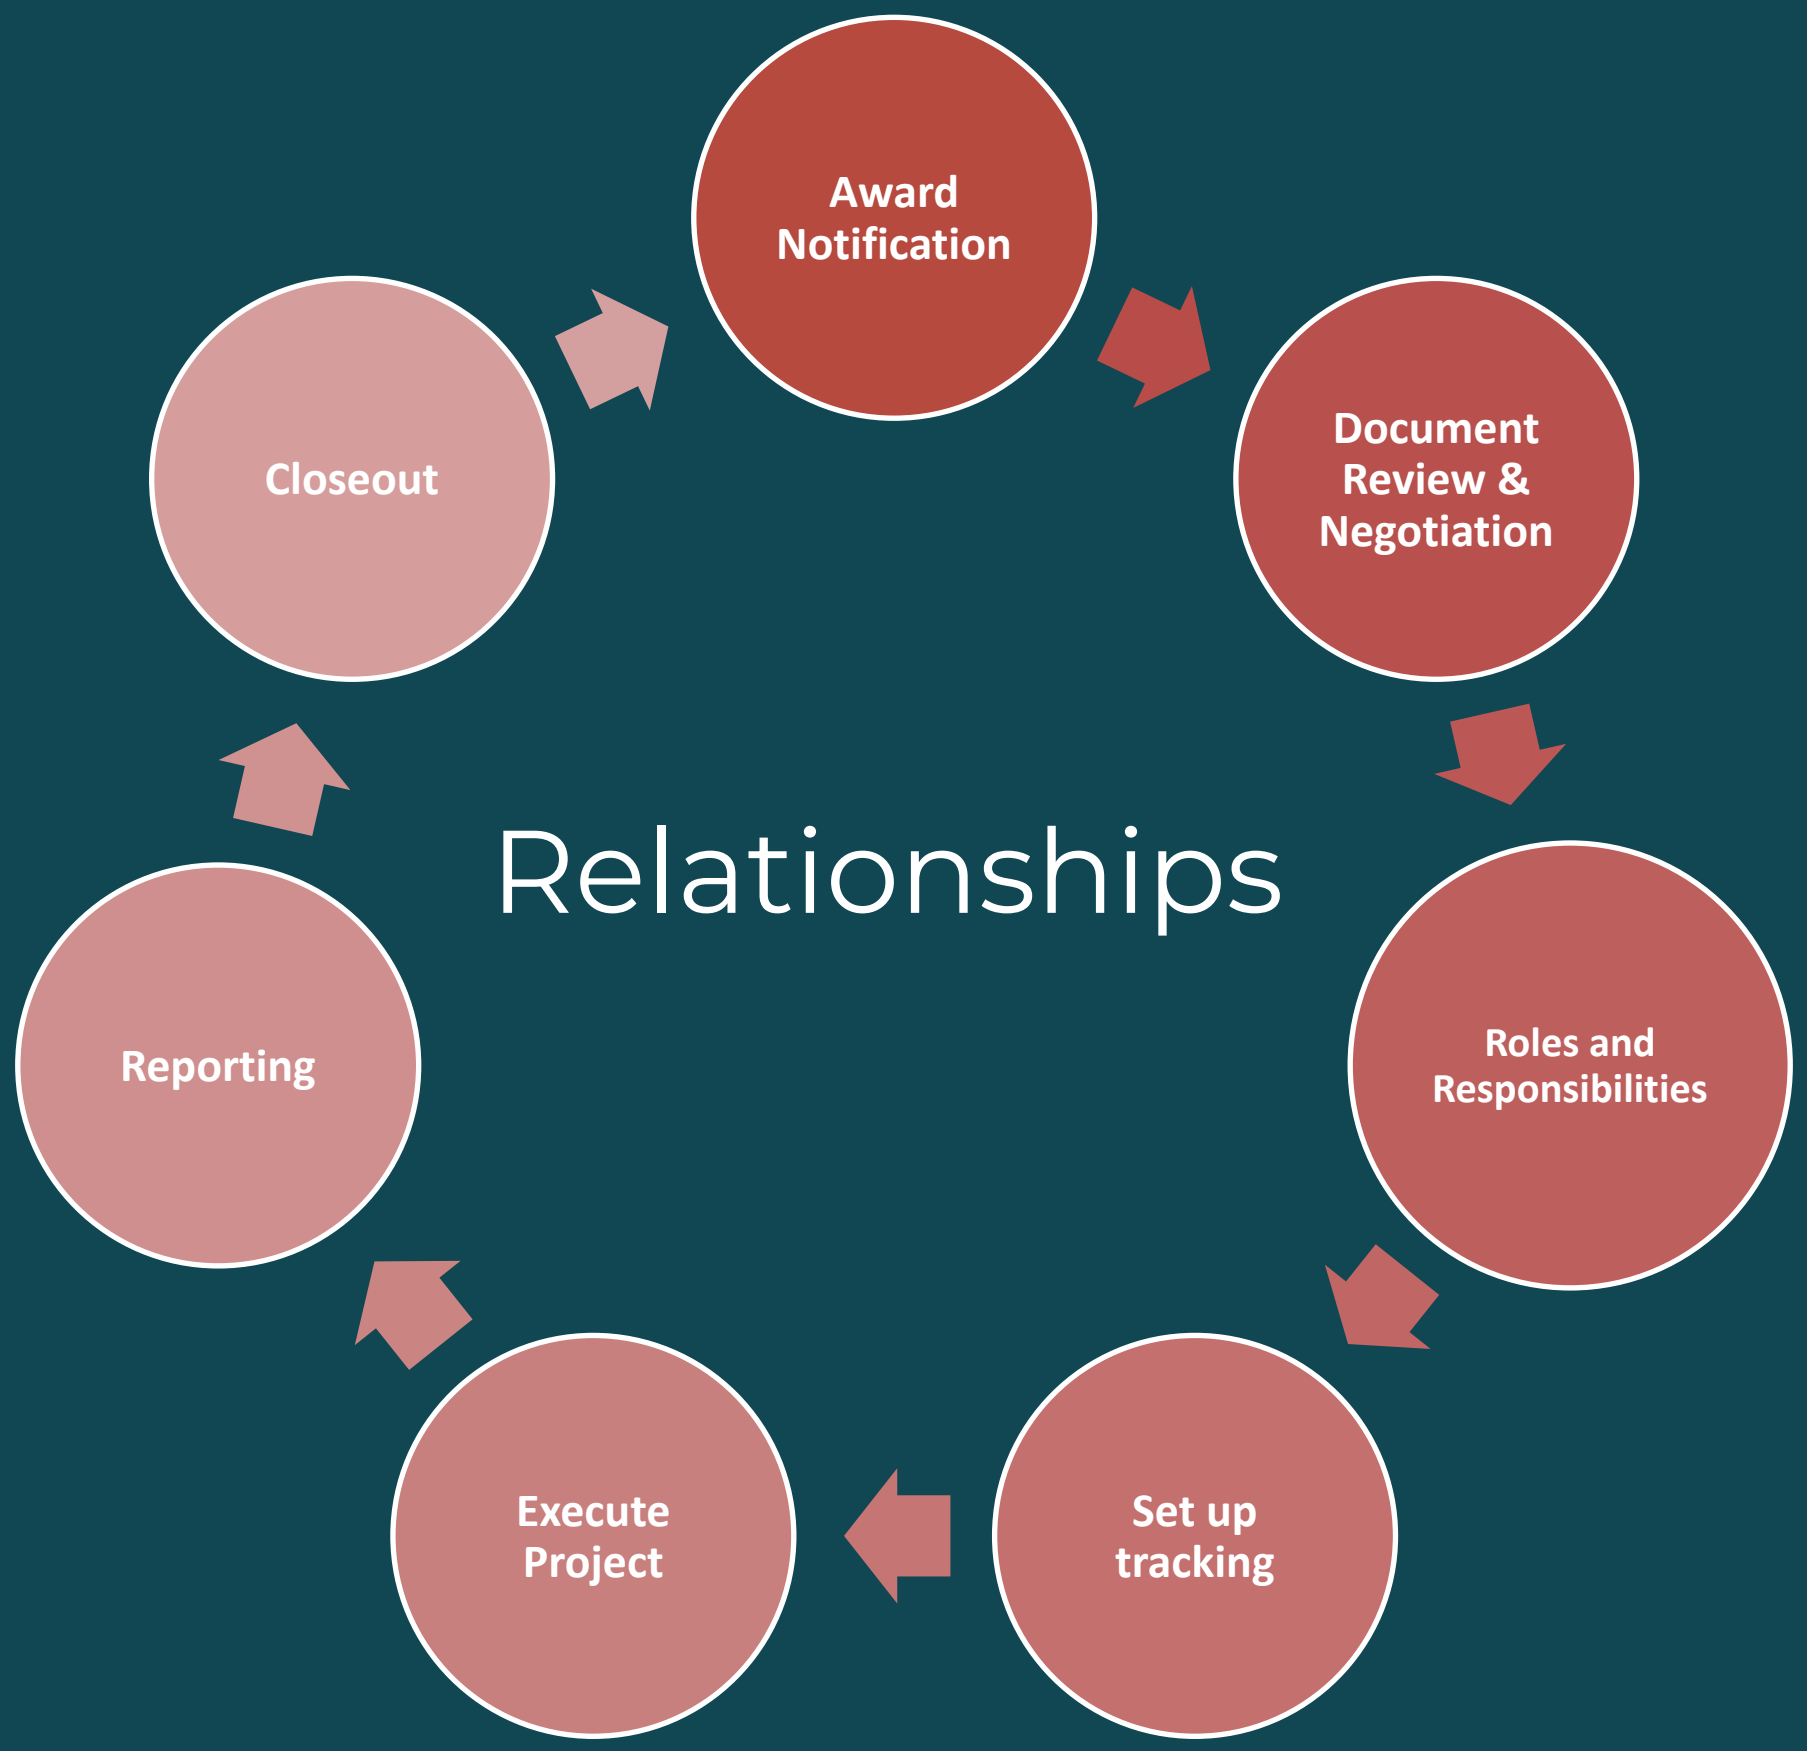 Award
Notification
Document
Review &
Negotiation
Roles and
Responsibilities
Set up
tracking
Execute
Project
Reporting
Closeout
Relationships